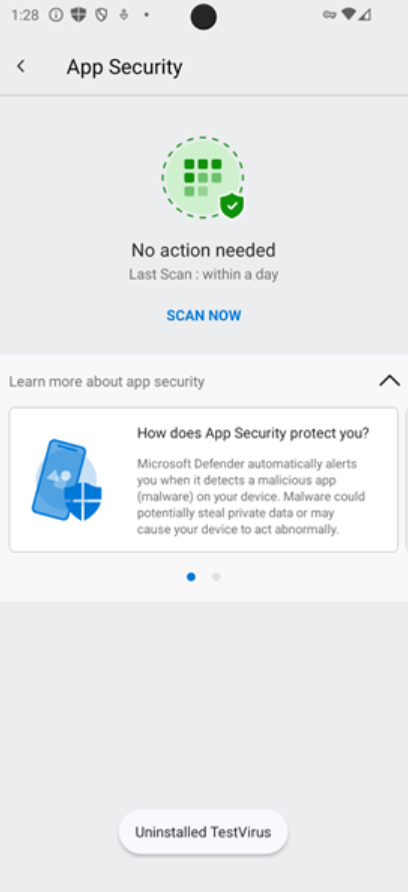 1:28
App Security
No action needed
Last Scan : within a day
SCAN NOW
Learn more about app security
How does App Security protect you?
Microsoft Defender automatically alerts
you when it detects a malicious app
(malware) on your device. Malware could
potentially steal private data or may
cause your device to act abnormally.
Uninstalled TestVirus